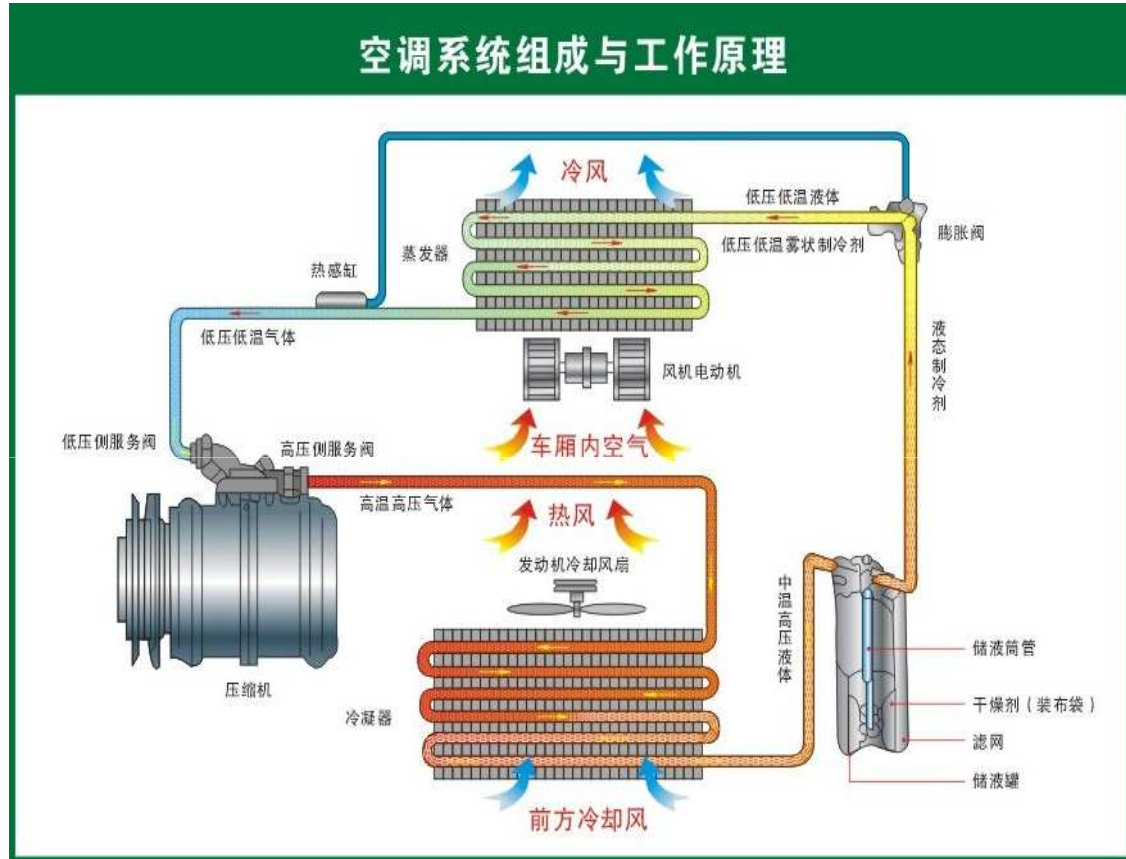 空调系统组成与工作原理
冷风
低压低温液体
膨胀阀
低压低温雾状制冷剂
蒸发器
热感缸
低压低温气体
液态制冷剂
风机电动机
低压侧服务阀
高压侧服务阀
车厢内空气
高温高压气体
热风
发动机冷却风扇
中温高压液体
储液筒管
压缩机
冷凝器
干燥剂（装布袋）
滤网
储液罐
前方冷却风